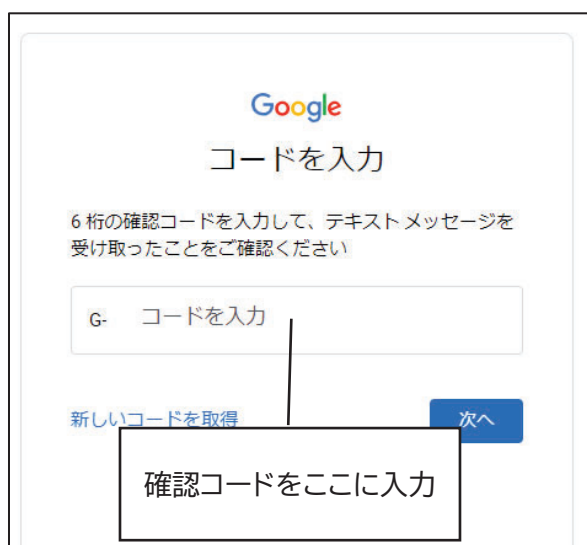 Google
コードを入力
6 桁の確認コードを入力して、テキスト メッセージを
受け取ったことをご確認ください
G- コードを入力
新しいコードを取得 次へ
確認コードをここに入力